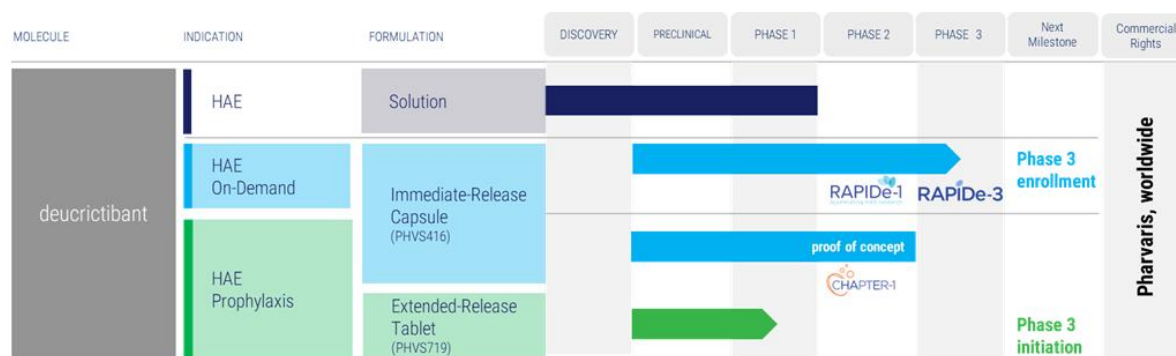 MOLECULE INDICATION FORMULATION DISCOVERY PRECLINICAL PHASE 1 PHASE 2 PHASE 3 Next Milestone Commercial Rights
deucrictibant
HAE
Solution
HAE
On-Demand
Immediate-Release
Capsule
(PHVS416)
RAPIDe-1
RAPIDe-3
Phase 3
enrollment
HAE
Prophylaxis
proof of concept
CHAPTER-1
Extended-Release
Tablet
(PHVS719)
Phase 3
initiation
Pharvaris, worldwide